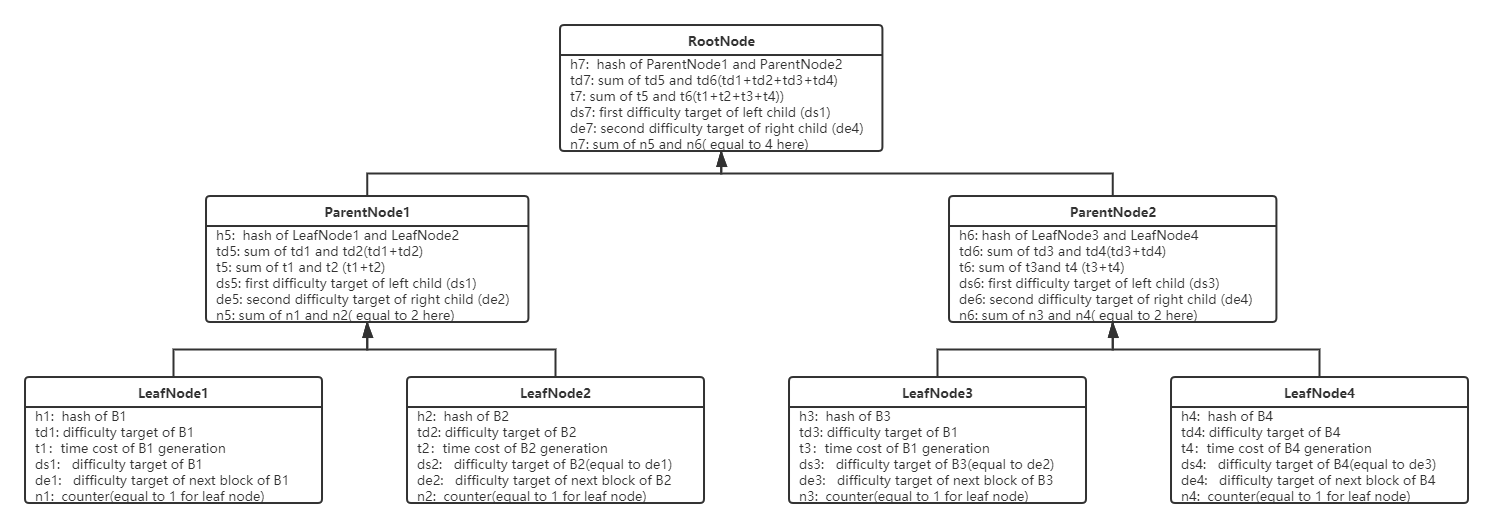 RootNode
h7: hash of ParentNode1 and ParentNode2
td7: sum of td5 and td6(td1+td2+td3+td4)
t7: sum of t5 and t6(t1+t2+t3+t4))
ds7: first difficulty target of left child (ds1)
de7: second difficulty target of right child (de4)
n7: sum of n5 and n6( equal to 4 here)
ParentNode1
h5: hash of LeafNode1 and LeafNode2
td5: sum of td1 and td2(td1+td2)
t5: sum of t1 and t2 (t1+t2)
ds5: first difficulty target of left child (ds1)
de5: second difficulty target of right child (de2)
n5: sum of n1 and n2( equal to 2 here)
ParentNode2
h6: hash of LeafNode3 and LeafNode4
td6: sum of td3 and td4(td3+td4)
t6: sum of t3and t4 (t3+t4)
ds6: first difficulty target of left child (ds3)
de6: second difficulty target of right child (de4)
n6: sum of n3 and n4( equal to 2 here)
LeafNode1
h1: hash of B1
td1: difficulty target of B1
t1: time cost of B1 generation
ds1: difficulty target of B1
de1: difficulty target of next block of B1
n1: counter(equal to 1 for leaf node)
LeafNode2
h2: hash of B2
td2: difficulty target of B2
t2: time cost of B2 generation
ds2: difficulty target of B2(equal to de1)
de2: difficulty target of next block of B2
n2: counter(equal to 1 for leaf node)
LeafNode3
h3: hash of B3
td3: difficulty target of B1
t3: time cost of B1 generation
ds3: difficulty target of B3(equal to de2)
de3: difficulty target of next block of B3
n3: counter(equal to 1 for leaf node)
LeafNode4
h4: hash of B4
td4: difficulty target of B4
t4: time cost of B4 generation
ds4: difficulty target of B4(equal to de3)
de4: difficulty target of next block of B4
n4: counter(equal to 1 for leaf node)